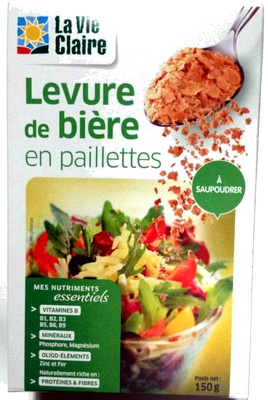 La Vie
Claire
Levure
de bière
en paillettes
À
SAUPOUDRER
MES NUTRIMENTS
essentiels
VITAMINES B
B1, B2, B3
B5, B6, B9
MINÉRAUX
Phosphore, Magnésium
OLIGO-ÉLÉMENTS
Zinc et Fer
Naturellement riche en :
PROTÉINES & FIBRES
Poids net :
150 g